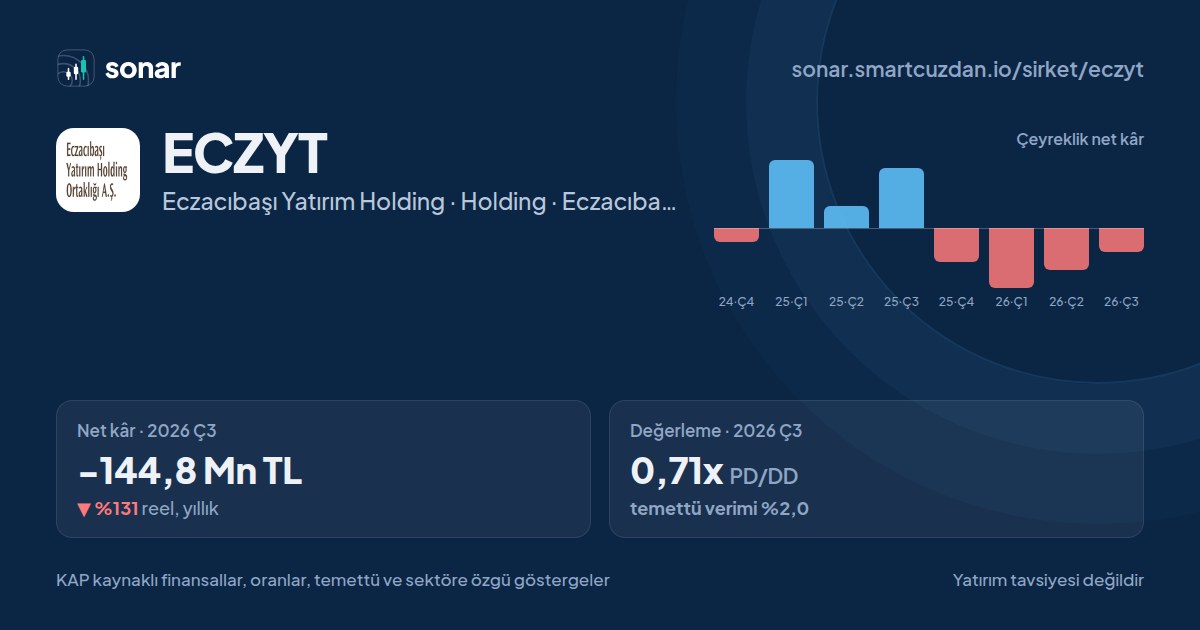 sonar
sonar.smartcuzdan.io/sirket/eczyt
Eczacıbaşı
Yatırım Holding
Ortaklığı A.Ş.
ECZYT
Eczacıbaşı Yatırım Holding · Holding · Eczacıba…
Çeyreklik net kâr
24·Ç4 25·Ç1 25·Ç2 25·Ç3 25·Ç4 26·Ç1 26·Ç2 26·Ç3
Net kâr · 2026 Ç3
−144,8 Mn TL
▼ %131 reel, yıllık
Değerleme · 2026 Ç3
0,71x PD/DD
temettü verimi %2,0
KAP kaynaklı finansallar, oranlar, temettü ve sektöre özgü göstergeler
Yatırım tavsiyesi değildir